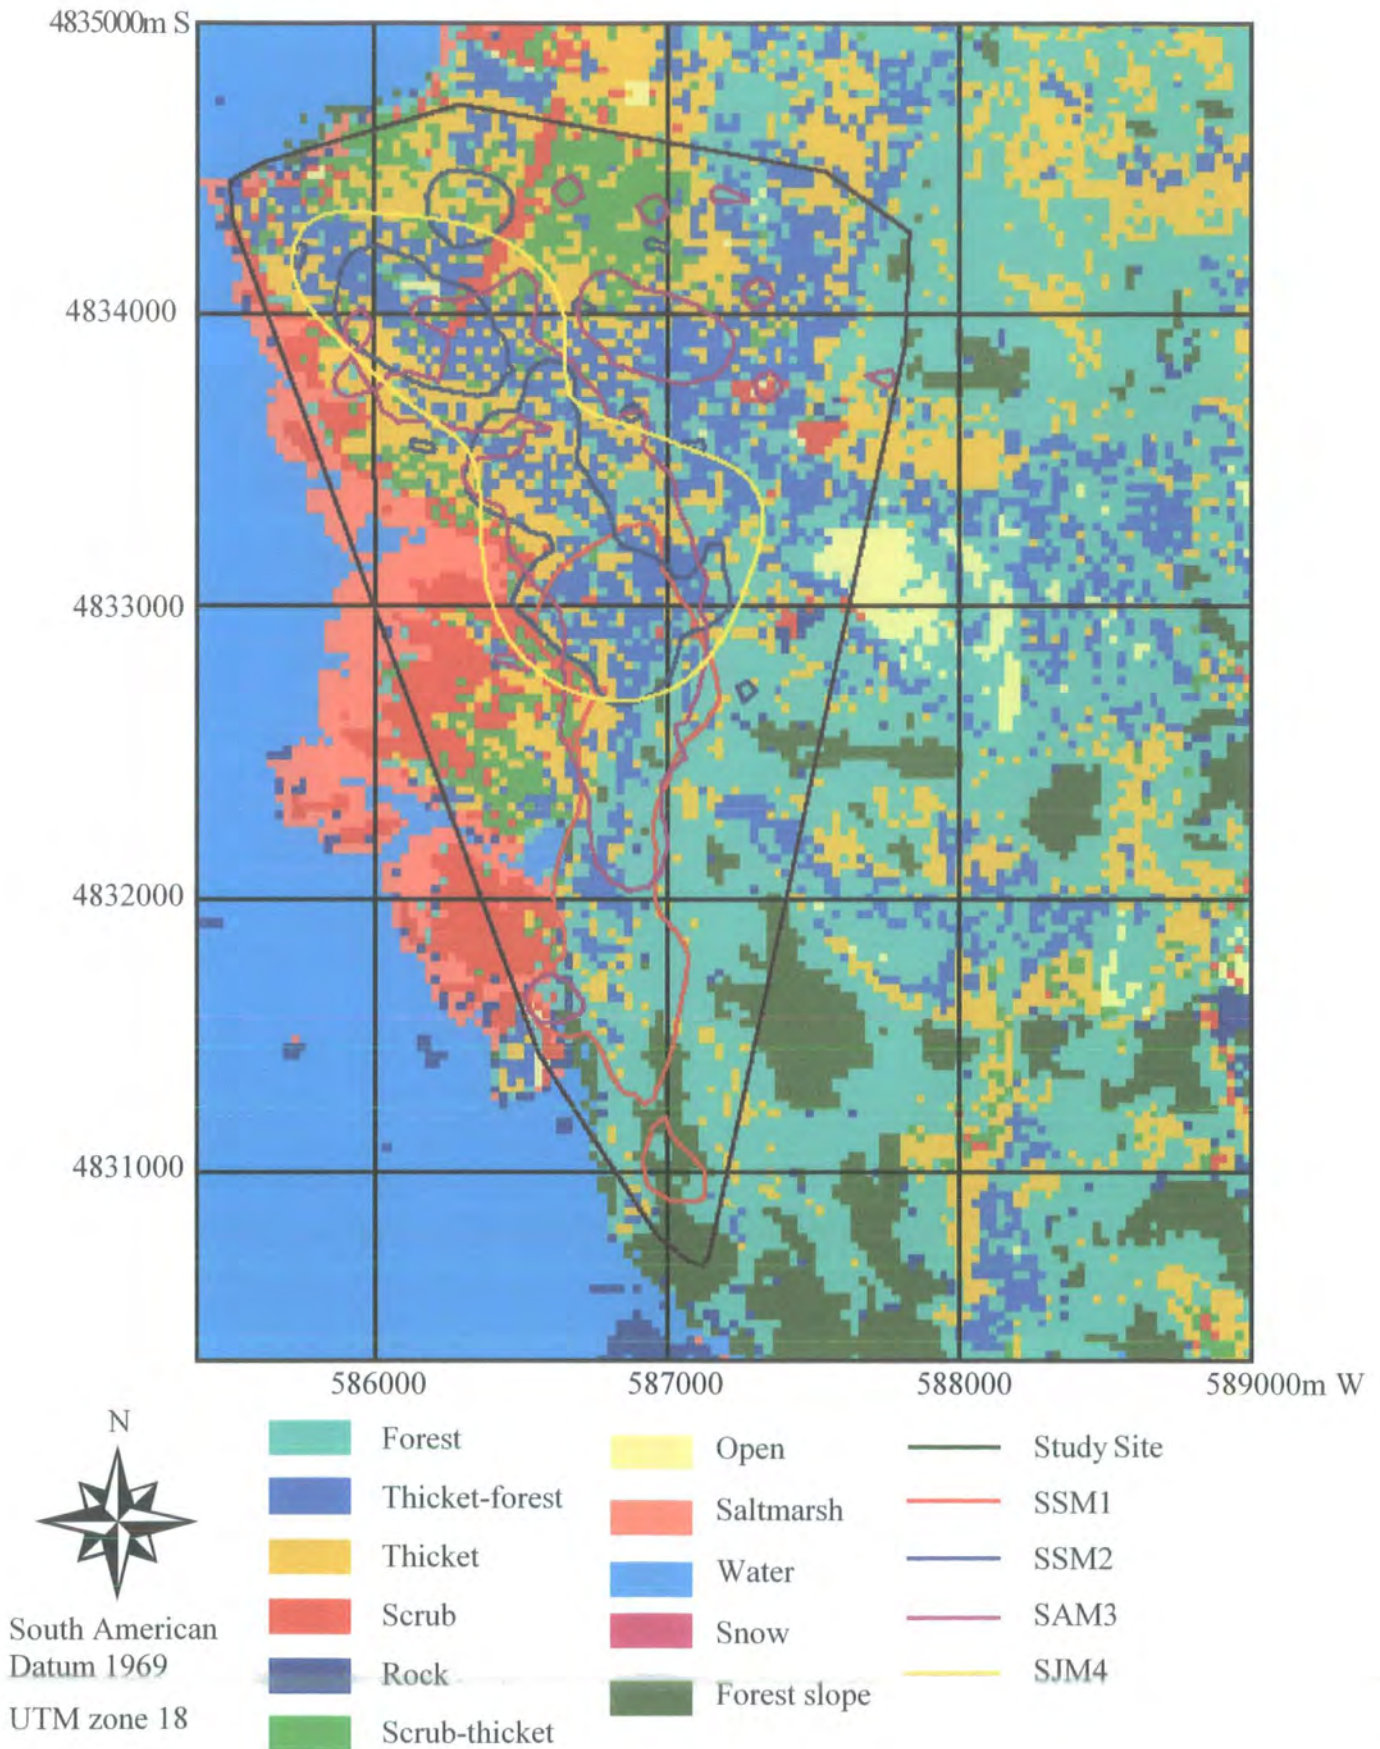 4835000m S
4834000
4833000
4832000
4831000
586000
587000
588000
589000m W
N
South American
Datum 1969
UTM zone 18
Forest
Thicket-forest
Thicket
Scrub
Rock
Scrub-thicket
Open
Saltmarsh
Water
Snow
Forest slope
Study Site
SSM1
SSM2
SAM3
SJM4